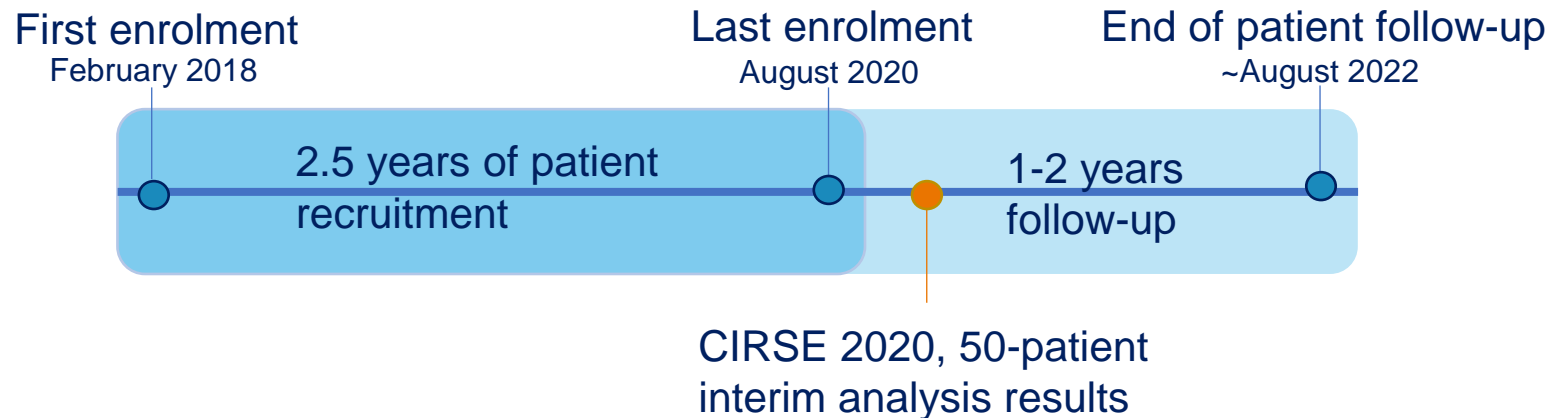 First enrolment
February 2018
Last enrolment
August 2020
End of patient follow-up
~August 2022
2.5 years of patient
recruitment
1-2 years
follow-up
CIRSE 2020, 50-patient
interim analysis results